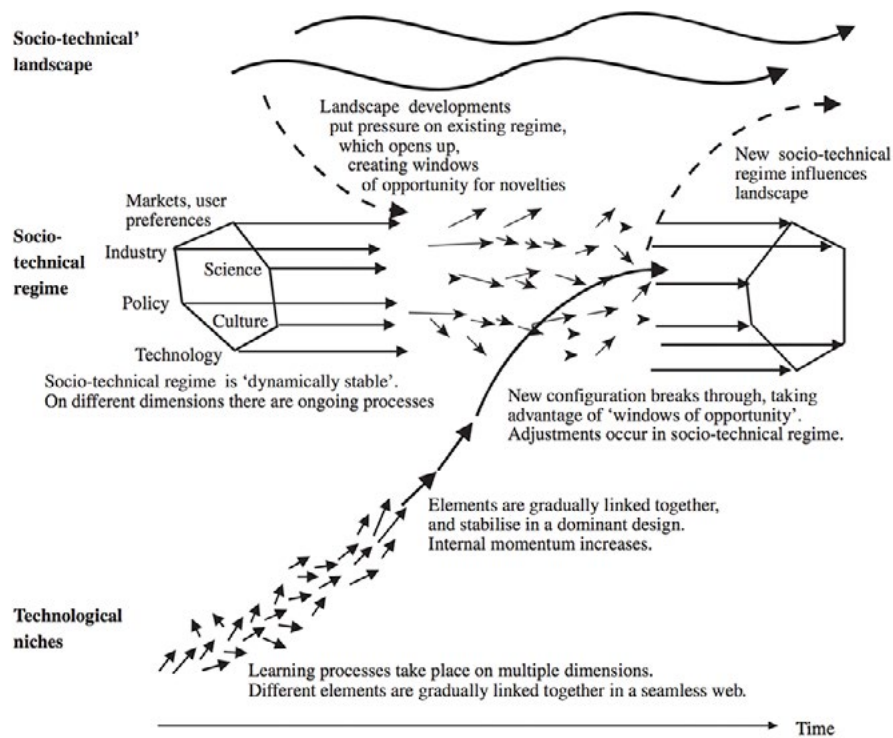 Socio-technical’
landscape
Landscape developments
put pressure on existing regime,
which opens up,
creating windows
of opportunity for novelties
New socio-technical
regime influences
landscape
Markets, user
preferences
Socio-
technical
regime
Industry
Science
Policy
Culture
Technology
Socio-technical regime is ‘dynamically stable’.
On different dimensions there are ongoing processes
New configuration breaks through, taking
advantage of ‘windows of opportunity’.
Adjustments occur in socio-technical regime.
Elements are gradually linked together,
and stabilise in a dominant design.
Internal momentum increases.
Technological
niches
Learning processes take place on multiple dimensions.
Different elements are gradually linked together in a seamless web.
Time